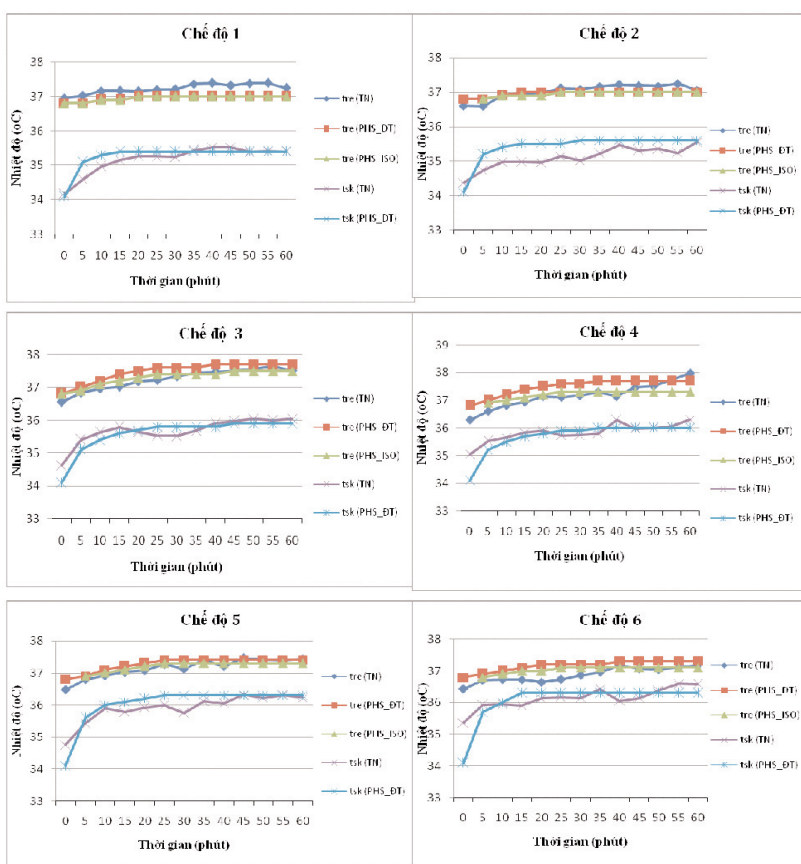 Chế độ 1
Nhiệt độ (oC)
38
37
36
35
34
33
0 5 10 15 20 25 30 35 40 45 50 55 60
Thời gian (phút)
tre (TN)
tre (PHS_DT)
tre (PHS_ISO)
tsk (TN)
tsk (PHS_DT)
Chế độ 2
Nhiệt độ (oC)
38
37
36
35
34
33
0 5 10 15 20 25 30 35 40 45 50 55 60
Thời gian (phút)
tre (TN)
tre (PHS_ĐT)
tre (PHS_ISO)
tsk (TN)
tsk (PHS_ĐT)
Chế độ 3
Nhiệt độ (oC)
38
37
36
35
34
33
0 5 10 15 20 25 30 35 40 45 50 55 60
Thời gian (phút)
tre (TN)
tre (PHS_ĐT)
tre (PHS_ISO)
tsk (TN)
tsk (PHS_ĐT)
Chế độ 4
Nhiệt độ (oC)
39
38
37
36
35
34
33
0 5 10 15 20 25 30 35 40 45 50 55 60
Thời gian (phút)
tre (TN)
tre (PHS_ĐT)
tre (PHS_ISO)
tsk (TN)
tsk (PHS_ĐT)
Chế độ 5
Nhiệt độ (oC)
38
37
36
35
34
33
0 5 10 15 20 25 30 35 40 45 50 55 60
Thời gian (phút)
tre (TN)
tre (PHS_ĐT)
tre (PHS_ISO)
tsk (TN)
tsk (PHS_ĐT)
Chế độ 6
Nhiệt độ (oC)
38
37
36
35
34
33
0 5 10 15 20 25 30 35 40 45 50 55 60
Thời gian (phút)
tre (TN)
tre (PHS_ĐT)
tre (PHS_ISO)
tsk (TN)
tsk (PHS_ĐT)